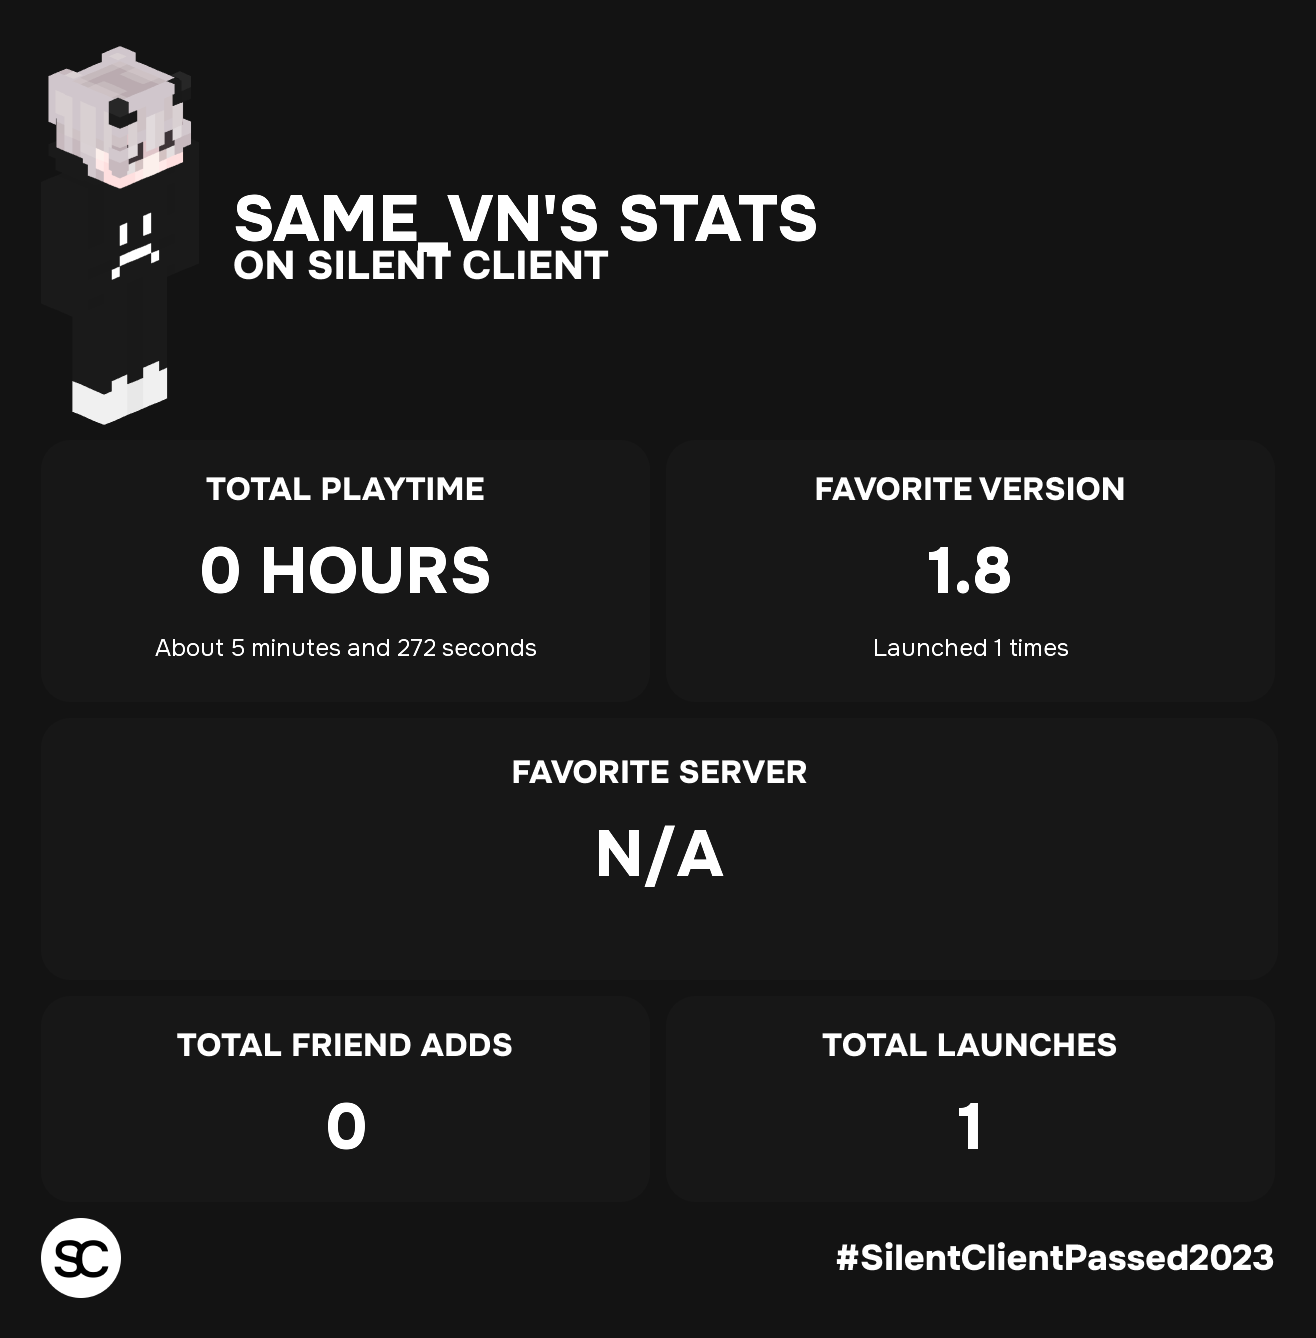 SAME_VN'S STATS
ON SILENT CLIENT
TOTAL PLAYTIME
0 HOURS
About 5 minutes and 272 seconds
FAVORITE VERSION
1.8
Launched 1 times
FAVORITE SERVER
N/A
TOTAL FRIEND ADDS
0
TOTAL LAUNCHES
1
SC
#SilentClientPassed2023